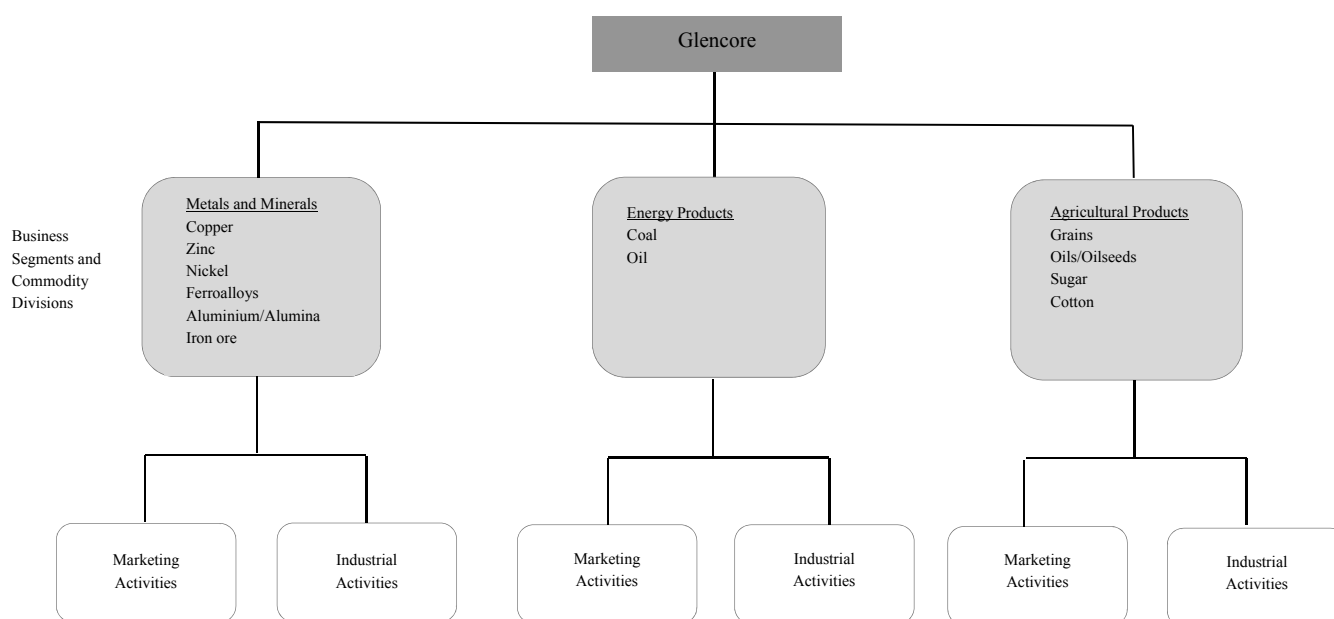 Glencore
Business
Segments and
Commodity
Divisions
Metals and Minerals
Copper
Zinc
Nickel
Ferroalloys
Aluminium/Alumina
Iron ore
Energy Products
Coal
Oil
Agricultural Products
Grains
Oils/Oilseeds
Sugar
Cotton
Marketing
Activities
Industrial
Activities
Marketing
Activities
Industrial
Activities
Marketing
Activities
Industrial
Activities